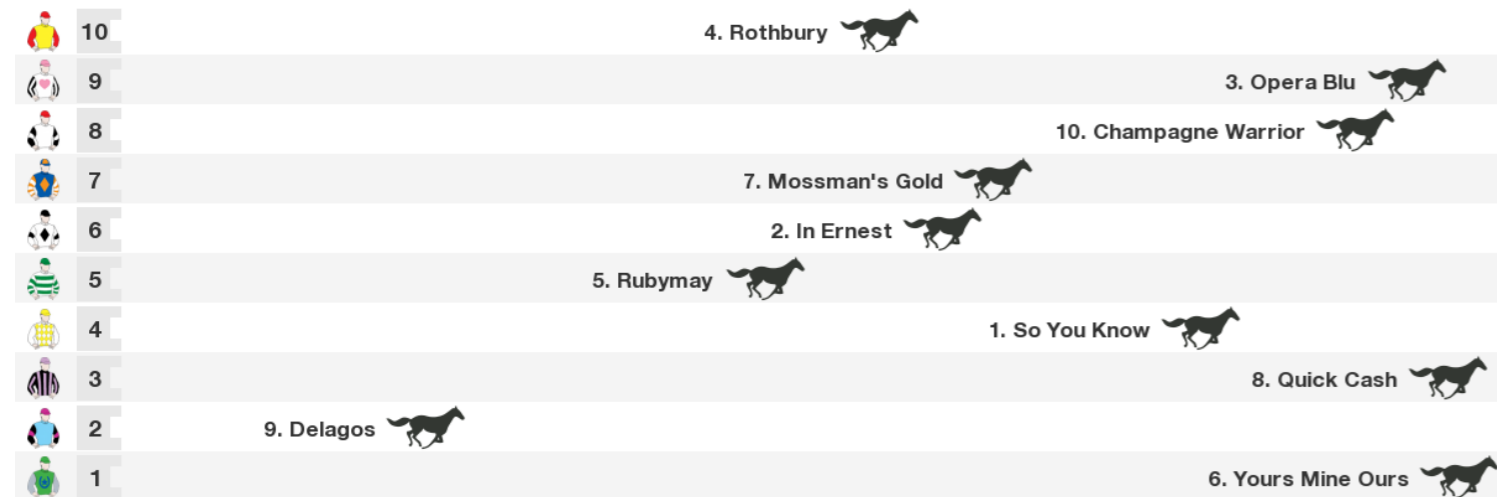 10 4. Rothbury
9 3. Opera Blu
8 10. Champagne Warrior
7 7. Mossman's Gold
6 2. In Ernest
5 5. Rubymay
4 1. So You Know
3 8. Quick Cash
2 9. Delagos
1 6. Yours Mine Ours